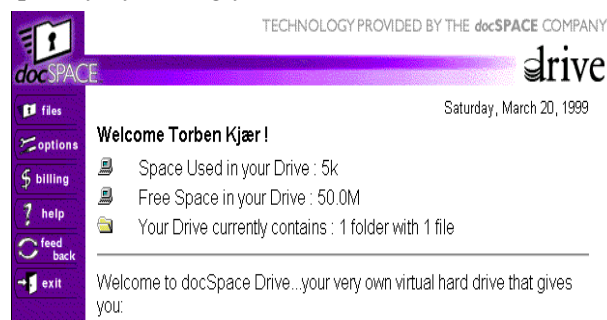 TECHNOLOGY PROVIDED BY THE docSPACE COMPANY
docSPACE
drive
files
options
billing
help
feed
back
exit
Saturday, March 20, 1999
Welcome Torben Kjær !
Space Used in your Drive : 5k
Free Space in your Drive : 50.0M
Your Drive currently contains : 1 folder with 1 file
Welcome to docSpace Drive...your very own virtual hard drive that gives
you: